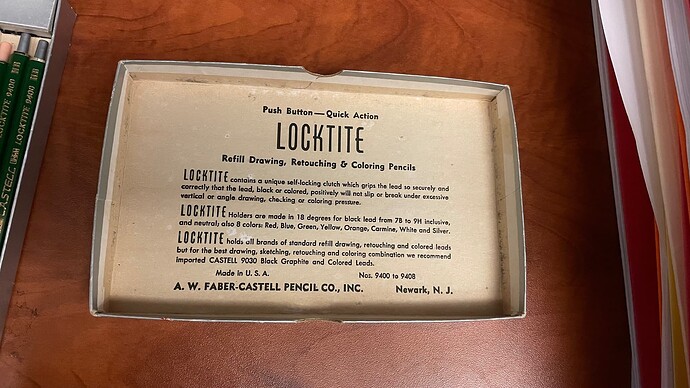 Push Button—Quick Action
LOCKTITE
Refill Drawing, Retouching & Coloring Pencils
LOCKTITE contains a unique self-locking clutch which grips the lead so securely and
correctly that the lead, black or colored, positively will not slip or break under excessive
vertical or angle drawing, checking or coloring pressure.
LOCKTITE Holders are made in 18 degrees for black lead from 7B to 9H inclusive,
and neutral; also 8 colors: Red, Blue, Green, Yellow, Orange, Carmine, White and Silver.
LOCKTITE holds all brands of standard refill drawing, retouching and colored leads
but for the best drawing, sketching, retouching and coloring combination we recommend
imported CASTELL 9030 Black Graphite and Colored Leads.
Made in U. S. A. Nos. 9400 to 9408
A. W. FABER-CASTELL PENCIL CO., INC. Newark, N. J.
LOCKTITE 9400
CASTELL LOCKTITE 9400